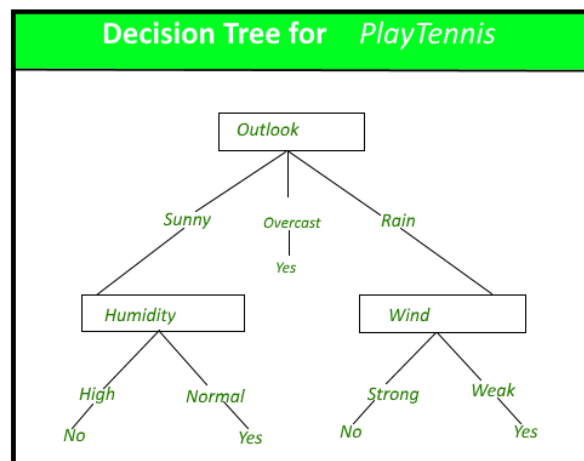 Decision Tree for PlayTennis
Outlook
Sunny Overcast Rain
Yes
Humidity Wind
High Normal Strong Weak
No Yes No Yes